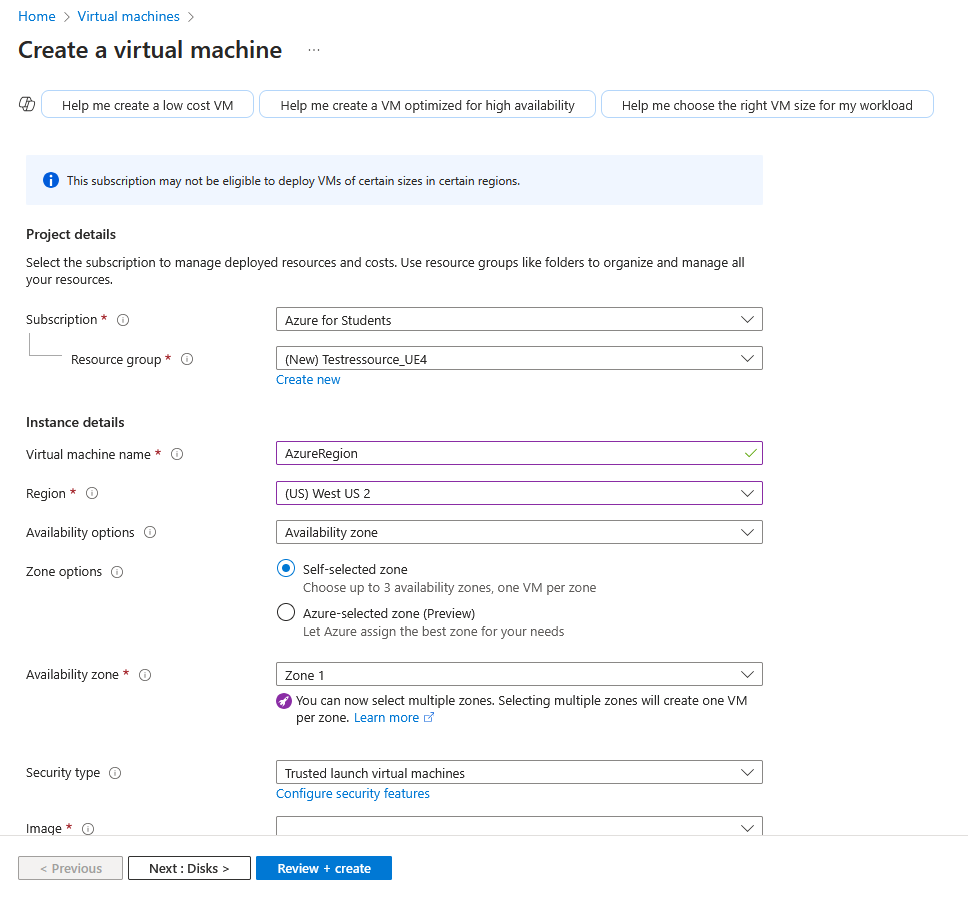 Home > Virtual machines >
Create a virtual machine ...
Help me create a low cost VM
Help me create a VM optimized for high availability
Help me choose the right VM size for my workload
This subscription may not be eligible to deploy VMs of certain sizes in certain regions.
Project details
Select the subscription to manage deployed resources and costs. Use resource groups like folders to organize and manage all
your resources.
Subscription *
Azure for Students
Resource group *
(New) Testressource_UE4
Create new
Instance details
Virtual machine name *
AzureRegion
Region *
(US) West US 2
Availability options
Availability zone
Zone options
Self-selected zone
Choose up to 3 availability zones, one VM per zone
Azure-selected zone (Preview)
Let Azure assign the best zone for your needs
Availability zone *
Zone 1
You can now select multiple zones. Selecting multiple zones will create one VM
per zone. Learn more
Security type
Trusted launch virtual machines
Configure security features
Image *
< Previous
Next : Disks >
Review + create